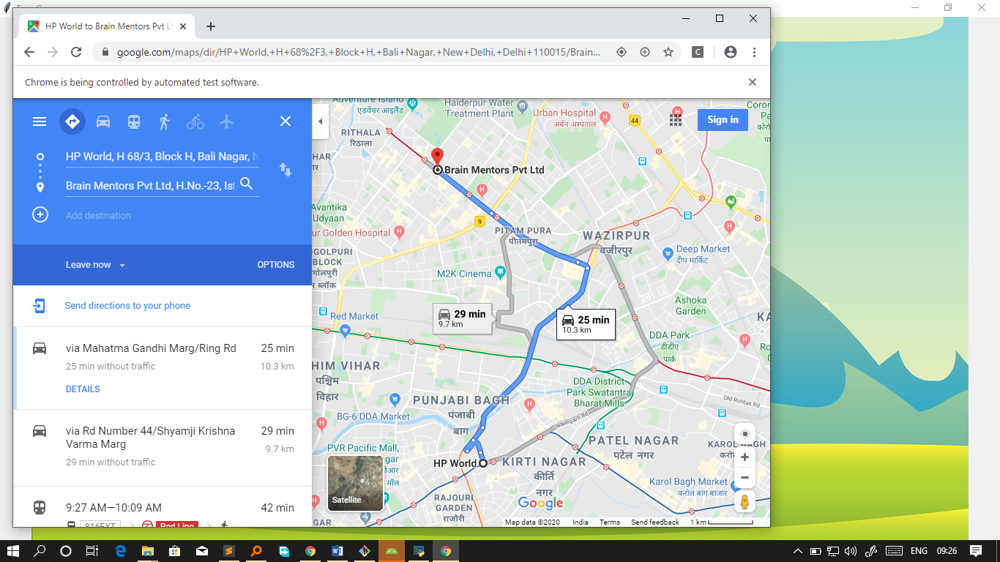 HP World to Brain Mentors Pvt Lt
google.com/maps/dir/HP+World,+H+68%2F3,+Block+H,+Bali+Nagar,+New+Delhi,+Delhi+110015/Brain...
Chrome is being controlled by automated test software.
HP World, H 68/3, Block H, Bali Nagar, N
Brain Mentors Pvt Ltd, H.No.-23, Ist
Add destination
Leave now
OPTIONS
Send directions to your phone
via Mahatma Gandhi Marg/Ring Rd
25 min
25 min without traffic
10.3 km
DETAILS
via Rd Number 44/Shyamji Krishna
Varma Marg
29 min
9.7 km
29 min without traffic
9:27 AM—10:09 AM
42 min
816EXT
Red Line
Adventure Island
एडवेंचर आइलैंड
Haiderpur Water
Treatment Plant
Urban Hospital
अर्बन अस्पताल
44
Sign in
RITHALA
रिठाला
HAR
Brain Mentors Pvt Ltd
Avantika
Udyaan
ur Golden Hospital
9
PITAM PURA
पीतमपुरा
WAZIRPUR
वजीरपुर
Deep Market
दीप मार्किट
NGOLPURI
BLOCK
M2K Cinema
29 min
9.7 km
25 min
10.3 km
Ashoka
Garden
Red Market
DDA Park
डीडीए
पार्क
HIM VIHAR
पश्चिम
विहार
DDA District
Park Swatantra
Bharat Mills
PUNJABI BAGH
पंजाबी
बाग
Old Rohtak Rd
BG-6 DDA Market
Najafgarh Rd
PVR Pacific Mall,
PATEL NAGAR
पटेल नगर
KAROL BAGH
HP World
KIRTI NAGAR
कीर्ति
नगर
Karol Bagh Market
करोल बाग बाजार
RAJOURI
GARDEN
राजौरी
Satellite
GAR
Google
Map data ©2020
India
Terms
Send feedback
1 km
ENG
09:26